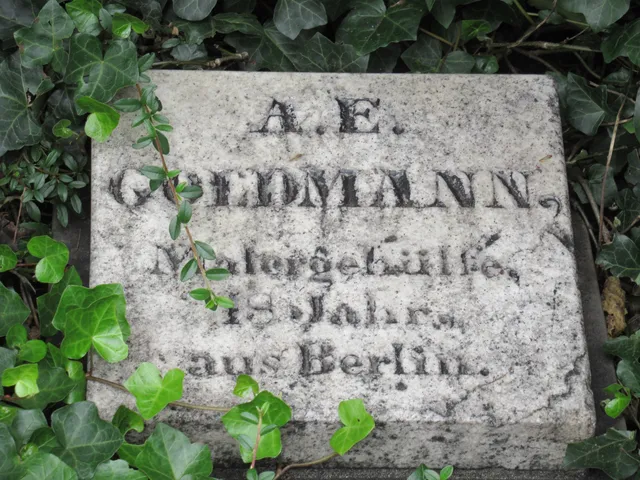 A. E.
GOLDMANN,
Malergehülfe,
18 Jahr,
aus Berlin.